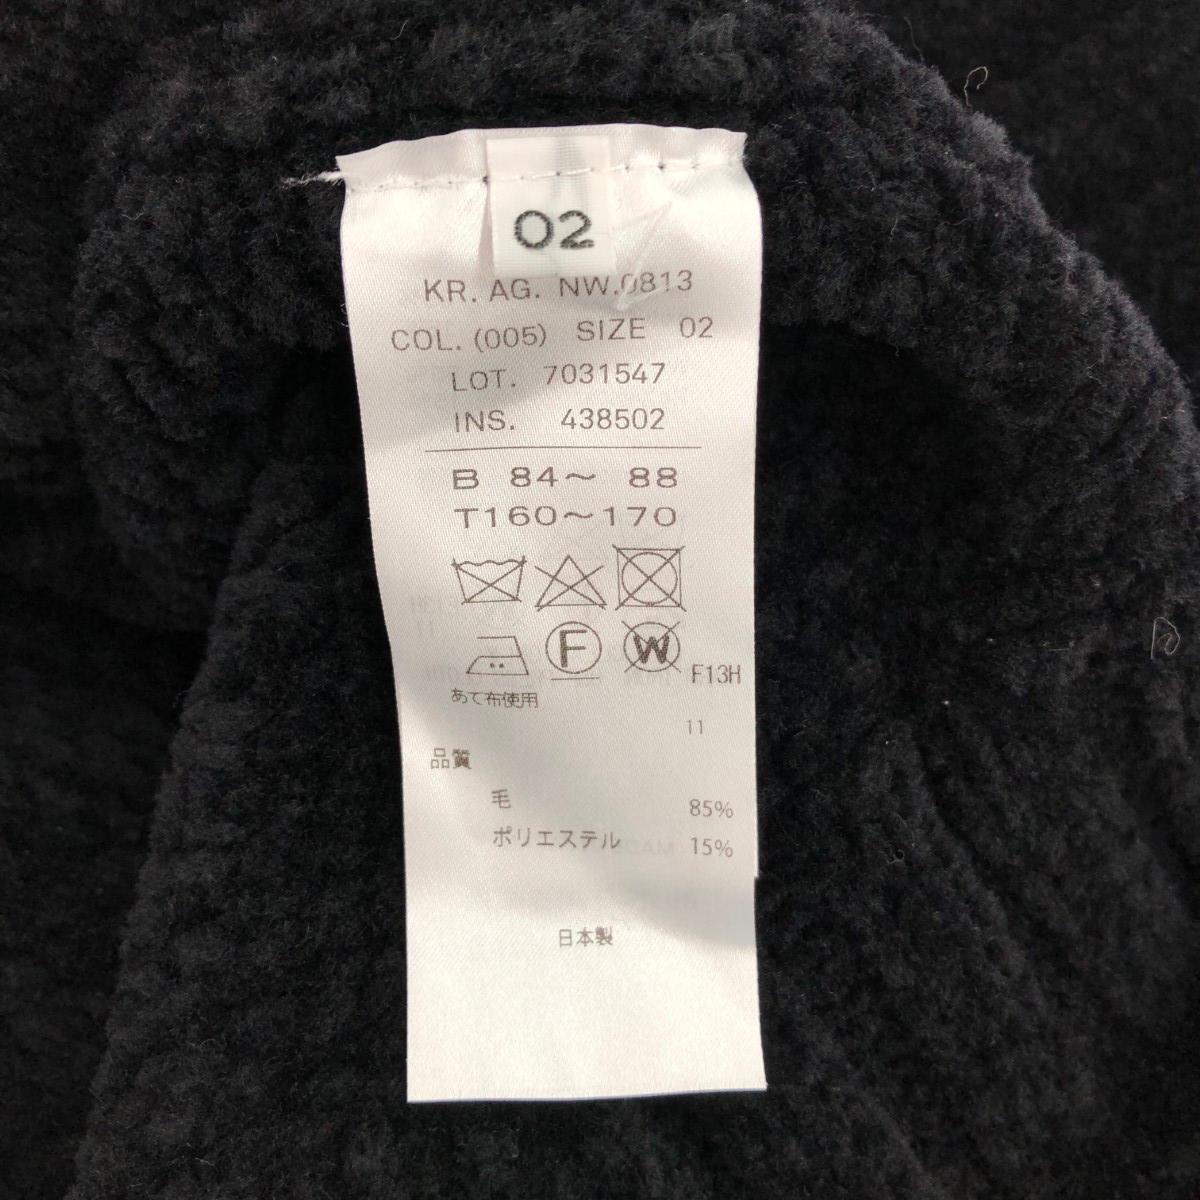 02
KR. AG. NW.0813
COL. (005) SIZE 02
LOT. 7031547
INS. 438502
B 84～ 88
T160～170
F W
F13H
あて布使用
11
品質
毛 85%
ポリエステル 15%
日本製